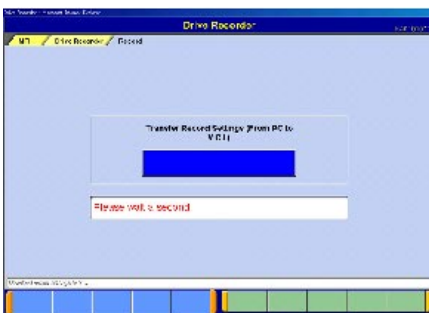 Drive Recorder
MUT
Drive Recorder
Record
Transfer Record Settings (From PC to
V.C.I.)
Please wait a second